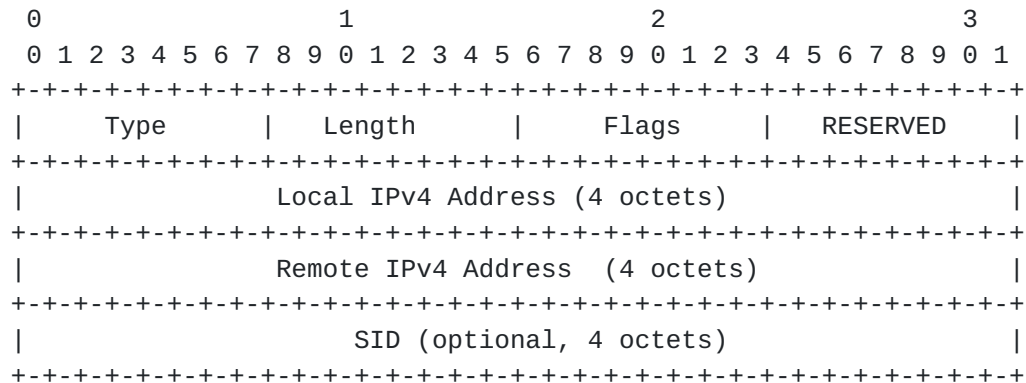 0                   1                   2                   3
 0 1 2 3 4 5 6 7 8 9 0 1 2 3 4 5 6 7 8 9 0 1 2 3 4 5 6 7 8 9 0 1
+-+-+-+-+-+-+-+-+-+-+-+-+-+-+-+-+-+-+-+-+-+-+-+-+-+-+-+-+-+-+-+-+
|     Type      |   Length      |     Flags     |   RESERVED    |
+-+-+-+-+-+-+-+-+-+-+-+-+-+-+-+-+-+-+-+-+-+-+-+-+-+-+-+-+-+-+-+-+
|                Local IPv4 Address (4 octets)                  |
+-+-+-+-+-+-+-+-+-+-+-+-+-+-+-+-+-+-+-+-+-+-+-+-+-+-+-+-+-+-+-+-+
|                Remote IPv4 Address  (4 octets)                |
+-+-+-+-+-+-+-+-+-+-+-+-+-+-+-+-+-+-+-+-+-+-+-+-+-+-+-+-+-+-+-+-+
|                     SID (optional, 4 octets)                  |
+-+-+-+-+-+-+-+-+-+-+-+-+-+-+-+-+-+-+-+-+-+-+-+-+-+-+-+-+-+-+-+-+